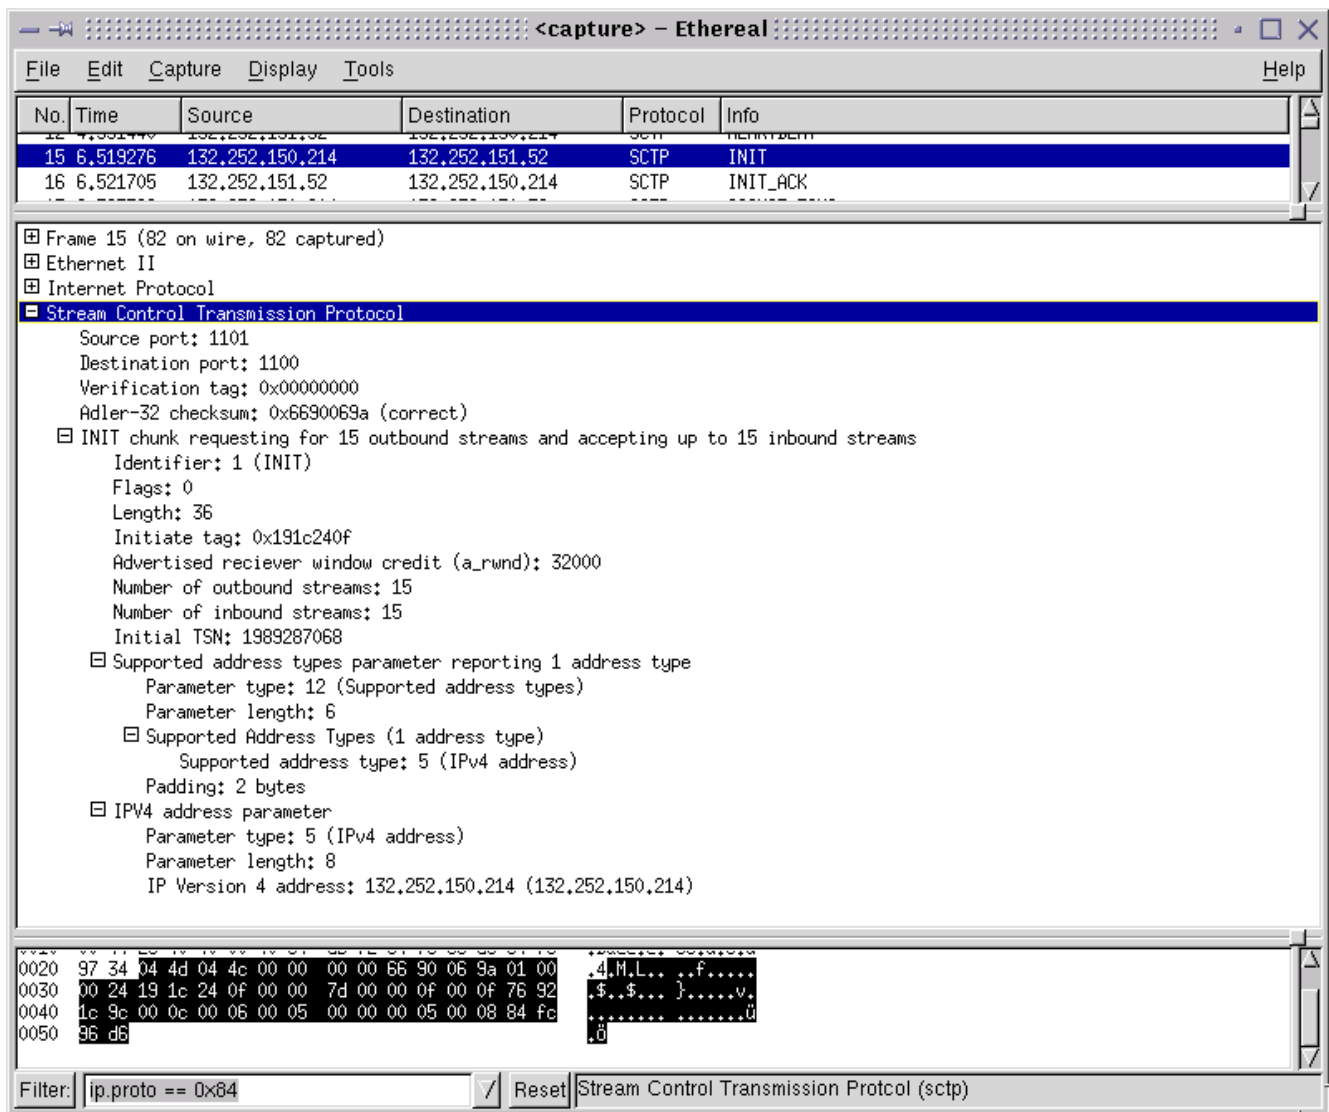 <capture> – Ethereal
File Edit Capture Display Tools Help
No. Time Source Destination Protocol Info
15 6.519276 132.252.150.214 132.252.151.52 SCTP INIT
16 6.521705 132.252.151.52 132.252.150.214 SCTP INIT_ACK
Frame 15 (82 on wire, 82 captured)
Ethernet II
Internet Protocol
Stream Control Transmission Protocol
Source port: 1101
Destination port: 1100
Verification tag: 0x00000000
Adler-32 checksum: 0x6690069a (correct)
INIT chunk requesting for 15 outbound streams and accepting up to 15 inbound streams
Identifier: 1 (INIT)
Flags: 0
Length: 36
Initiate tag: 0x191c240f
Advertised reciever window credit (a_rwnd): 32000
Number of outbound streams: 15
Number of inbound streams: 15
Initial TSN: 1989287068
Supported address types parameter reporting 1 address type
Parameter type: 12 (Supported address types)
Parameter length: 6
Supported Address Types (1 address type)
Supported address type: 5 (IPv4 address)
Padding: 2 bytes
IPV4 address parameter
Parameter type: 5 (IPv4 address)
Parameter length: 8
IP Version 4 address: 132.252.150.214 (132.252.150.214)
0020 97 34 04 4d 04 4c 00 00 00 00 66 90 06 9a 01 00 .4.M.L.. ..f.....
0030 00 24 19 1c 24 0f 00 00 7d 00 00 0f 00 0f 76 92 .$..$... }.....v.
0040 1c 9c 00 0c 00 06 00 05 00 00 00 05 00 08 84 fc ........ .......ü
0050 96 d6 .Ö
Filter: ip.proto == 0x84 Reset Stream Control Transmission Protcol (sctp)